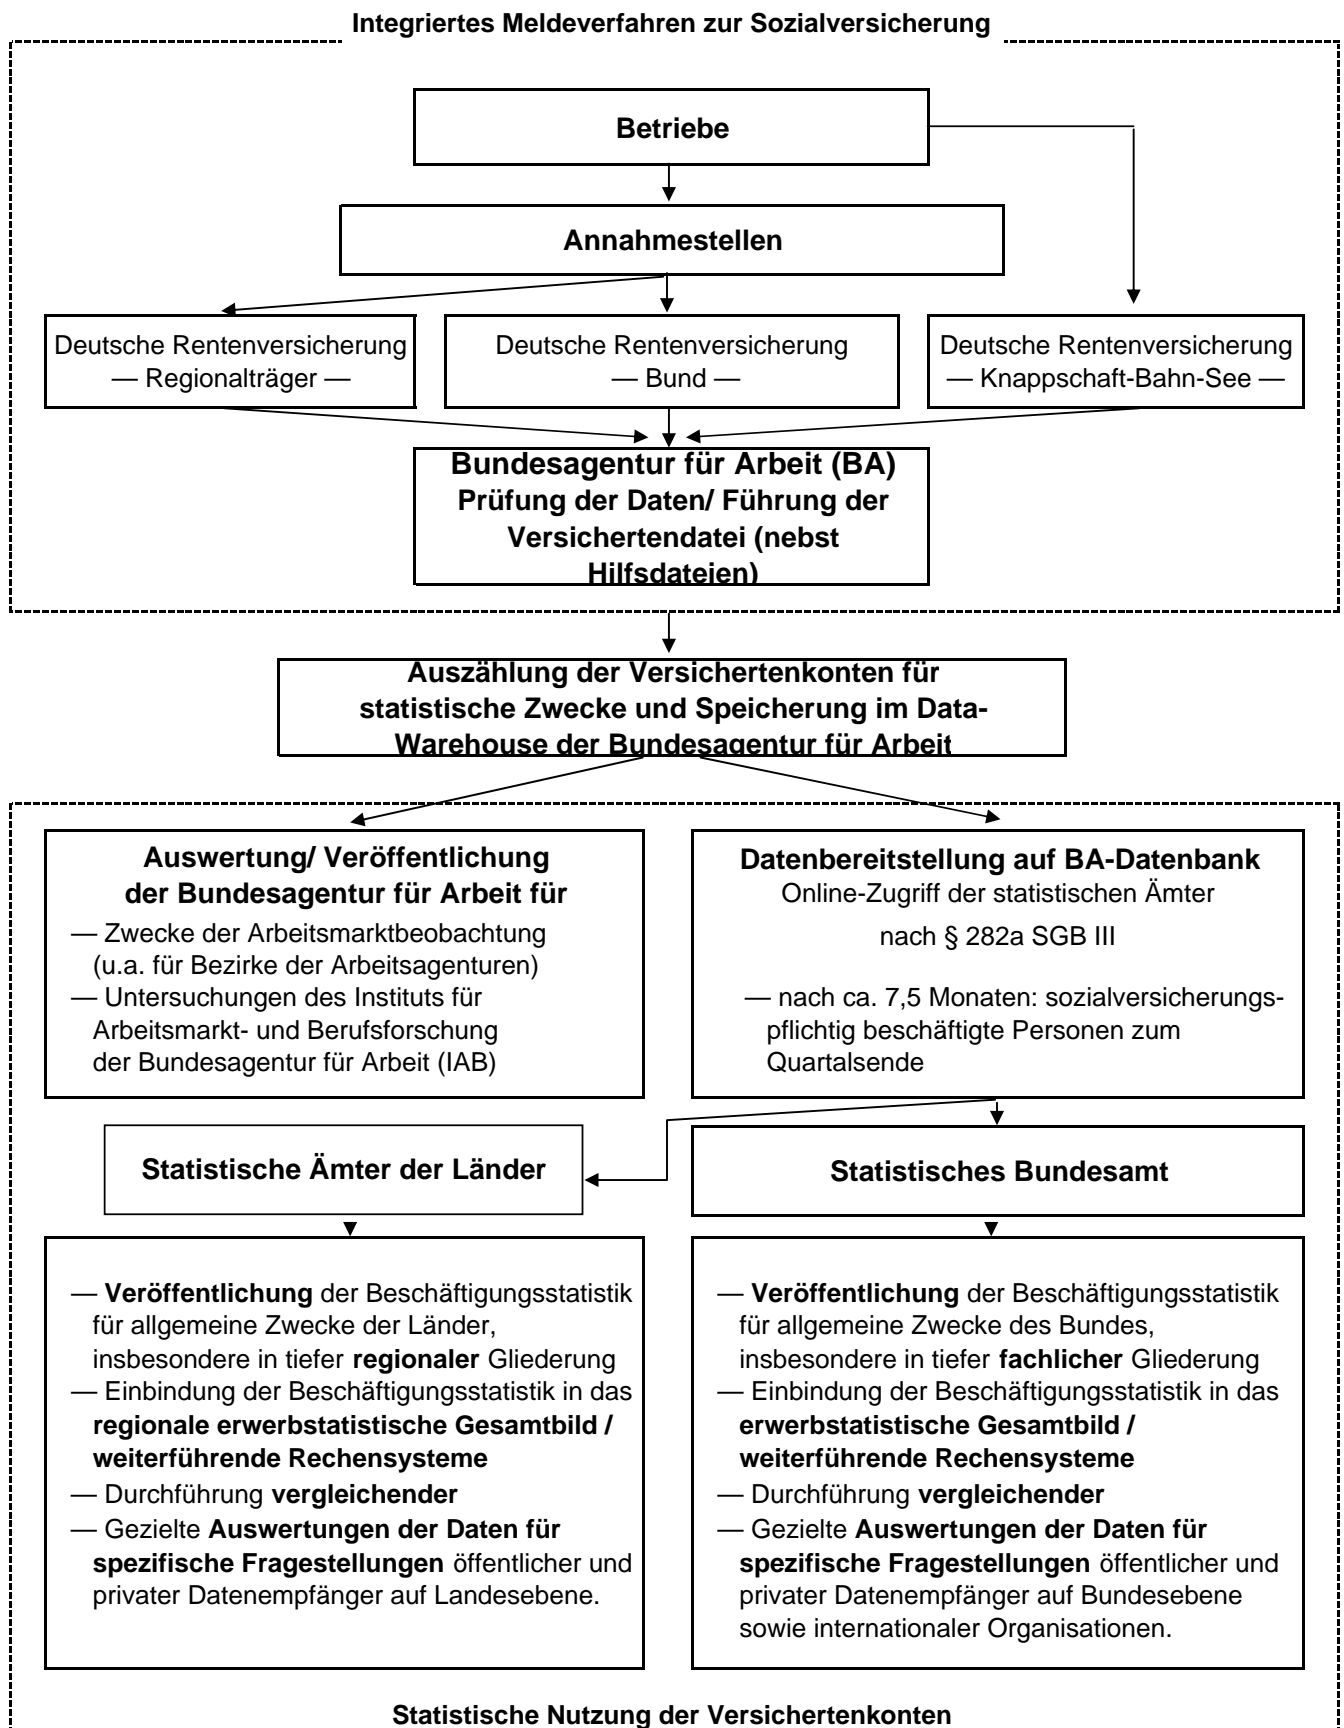 Integriertes Meldeverfahren zur Sozialversicherung
Betriebe
Annahmestellen
Deutsche Rentenversicherung
— Regionalträger —
Deutsche Rentenversicherung
— Bund —
Deutsche Rentenversicherung
— Knappschaft-Bahn-See —
Bundesagentur für Arbeit (BA)
Prüfung der Daten/ Führung der
Versichertendatei (nebst
Hilfsdateien)
Auszählung der Versichertenkonten für
statistische Zwecke und Speicherung im Data-
Warehouse der Bundesagentur für Arbeit
Auswertung/ Veröffentlichung
der Bundesagentur für Arbeit für
— Zwecke der Arbeitsmarktbeobachtung
(u.a. für Bezirke der Arbeitsagenturen)
— Untersuchungen des Instituts für
Arbeitsmarkt- und Berufsforschung
der Bundesagentur für Arbeit (IAB)
Datenbereitstellung auf BA-Datenbank
Online-Zugriff der statistischen Ämter
nach § 282a SGB III
— nach ca. 7,5 Monaten: sozialversicherungs-
pflichtig beschäftigte Personen zum
Quartalsende
Statistische Ämter der Länder
Statistisches Bundesamt
— Veröffentlichung der Beschäftigungsstatistik
für allgemeine Zwecke der Länder,
insbesondere in tiefer regionaler Gliederung
— Einbindung der Beschäftigungsstatistik in das
regionale erwerbstatistische Gesamtbild /
weiterführende Rechensysteme
— Durchführung vergleichender
— Gezielte Auswertungen der Daten für
spezifische Fragestellungen öffentlicher und
privater Datenempfänger auf Landesebene.
— Veröffentlichung der Beschäftigungsstatistik
für allgemeine Zwecke des Bundes,
insbesondere in tiefer fachlicher Gliederung
— Einbindung der Beschäftigungsstatistik in das
erwerbstatistische Gesamtbild /
weiterführende Rechensysteme
— Durchführung vergleichender
— Gezielte Auswertungen der Daten für
spezifische Fragestellungen öffentlicher und
privater Datenempfänger auf Bundesebene
sowie internationaler Organisationen.
Statistische Nutzung der Versichertenkonten